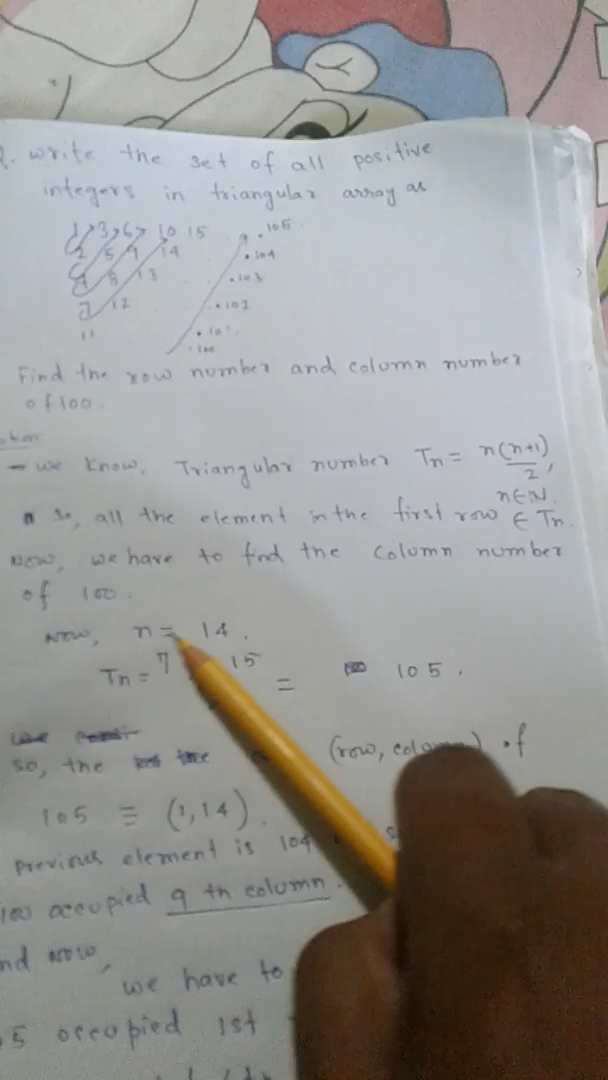 . write the set of all positive
integers in triangular array as
1 3 6 10 15 . 105
2 5 9 14 . 104
4 8 13 . 103
7 12 . 102
11 . 101
. 100
Find the row number and column number
of 100.
- we know, Triangular number Tn = n(n+1)/2,
n∈N.
so, all the element in the first row ∈ Tn.
Now, we have to find the column number
of 100.
Now, n = 14.
Tn = 7 15 = 105.
so, the (row, column) of
105 ≡ (1,14).
previous element is 104
100 occupied 9 th column.
nd now,
we have to
5 occupied 1st